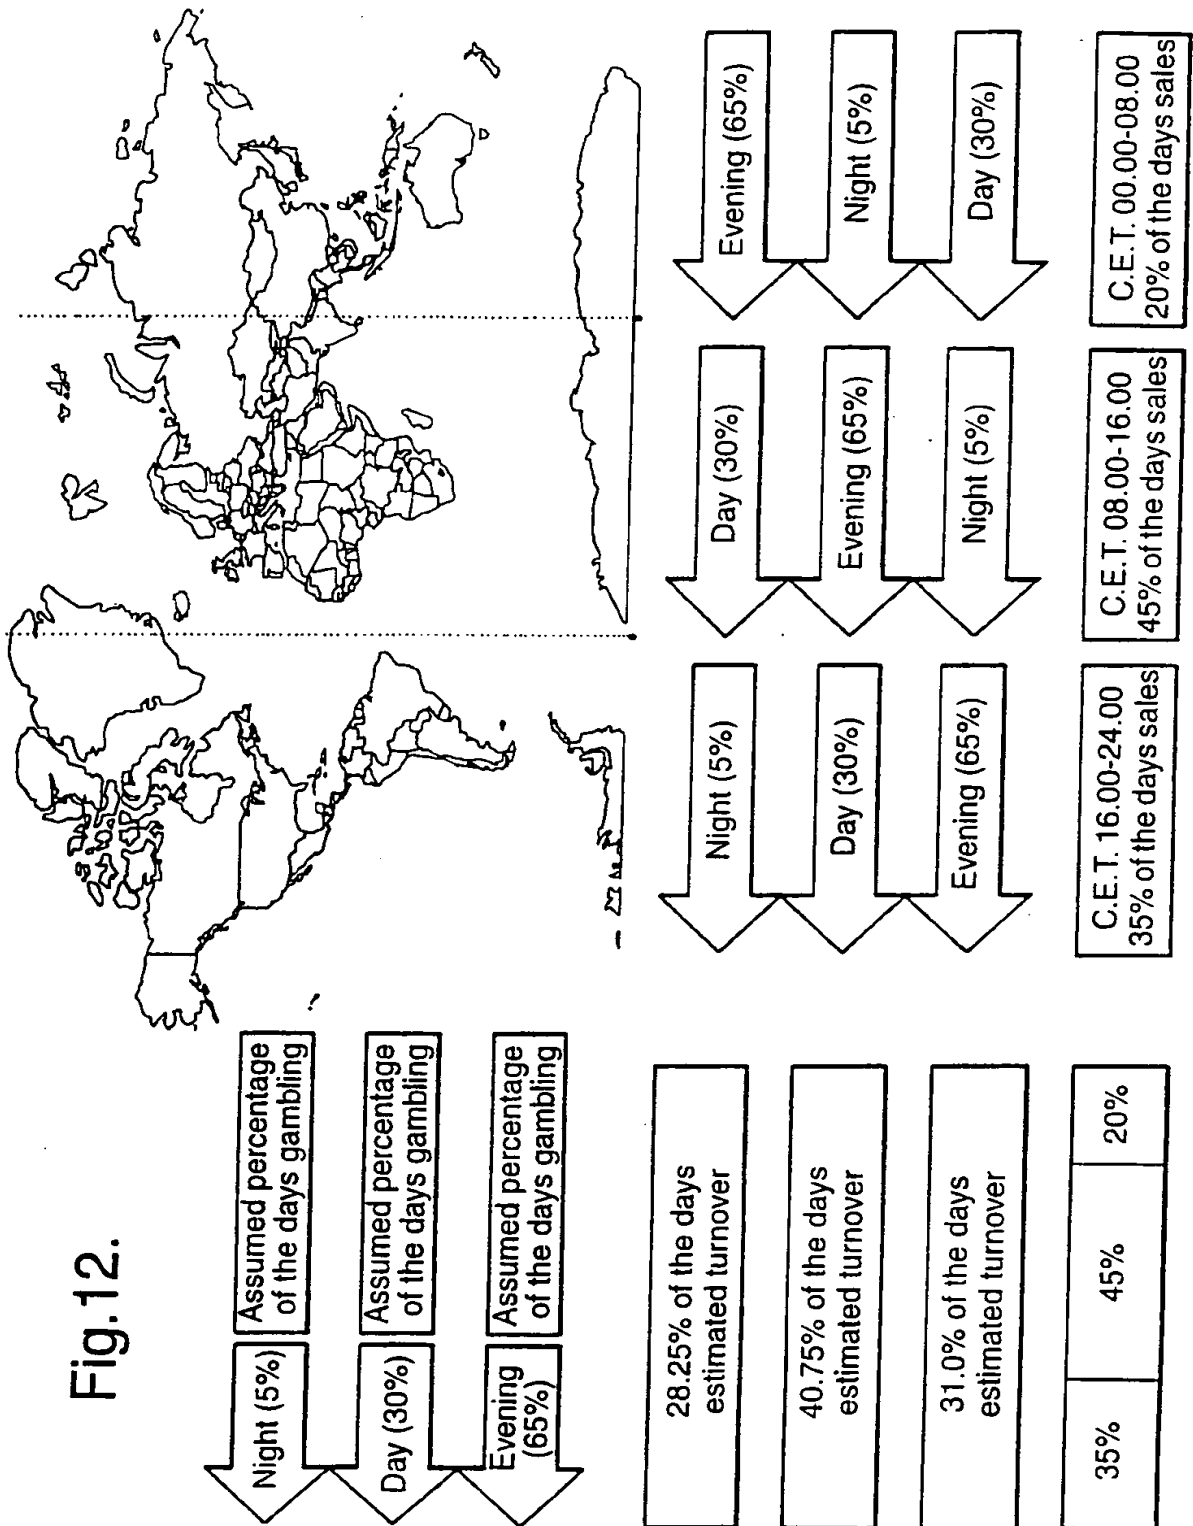 Fig.12.
Night (5%)
Assumed percentage
of the days gambling
Day (30%)
Assumed percentage
of the days gambling
Evening
(65%)
Assumed percentage
of the days gambling
28.25% of the days
estimated turnover
Night (5%)
Day (30%)
Evening (65%)
40.75% of the days
estimated turnover
Day (30%)
Evening (65%)
Night (5%)
31.0% of the days
estimated turnover
Evening (65%)
Night (5%)
Day (30%)
35%
45%
20%
C.E.T. 16.00-24.00
35% of the days sales
C.E.T. 08.00-16.00
45% of the days sales
C.E.T. 00.00-08.00
20% of the days sales